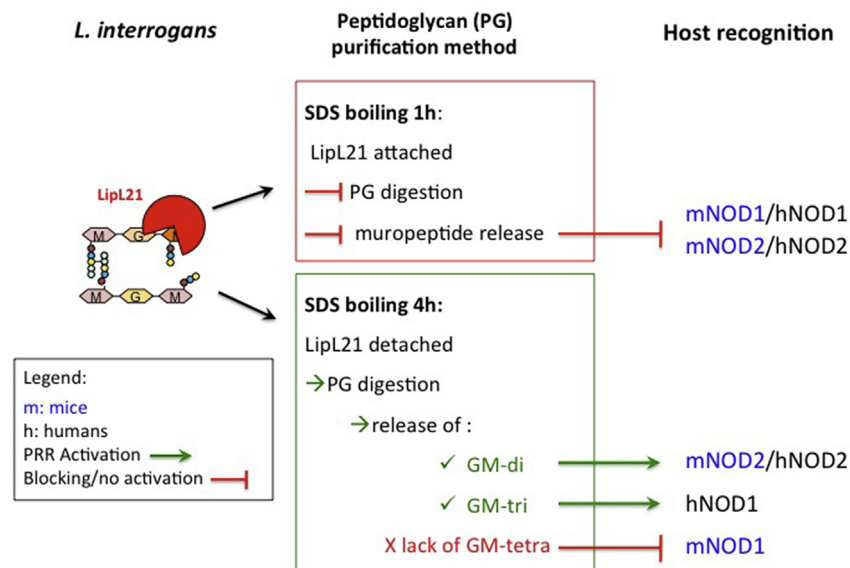 L. interrogans
Peptidoglycan (PG)
purification method
Host recognition
SDS boiling 1h:
LipL21 attached
PG digestion
muropeptide release
mNOD1/hNOD1
mNOD2/hNOD2
LipL21
M G
M G M
SDS boiling 4h:
LipL21 detached
→PG digestion
→release of :
✓ GM-di
mNOD2/hNOD2
✓ GM-tri
hNOD1
X lack of GM-tetra
mNOD1
Legend:
m: mice
h: humans
PRR Activation
Blocking/no activation